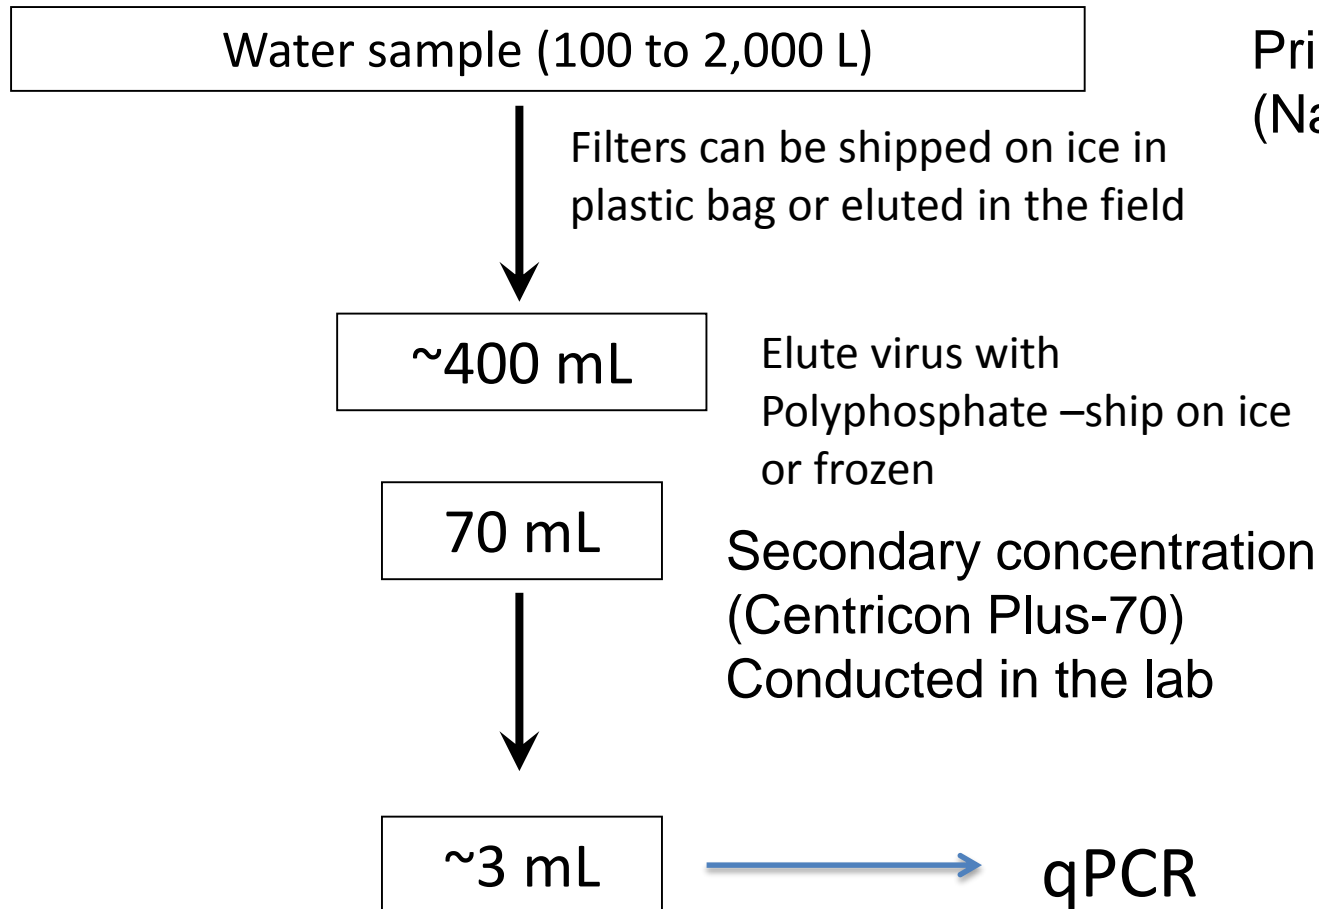 Water sample (100 to 2,000 L)
Filters can be shipped on ice in
plastic bag or eluted in the field
~400 mL
Elute virus with
Polyphosphate –ship on ice
or frozen
70 mL
Secondary concentration
(Centricon Plus-70)
Conducted in the lab
~3 mL
qPCR